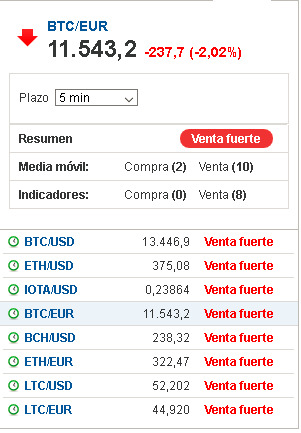 BTC/EUR
11.543,2 -237,7 (-2,02%)
Plazo 5 min
Resumen Venta fuerte
Media móvil: Compra (2) Venta (10)
Indicadores: Compra (0) Venta (8)
BTC/USD 13.446,9 Venta fuerte
ETH/USD 375,08 Venta fuerte
IOTA/USD 0,23864 Venta fuerte
BTC/EUR 11.543,2 Venta fuerte
BCH/USD 238,32 Venta fuerte
ETH/EUR 322,47 Venta fuerte
LTC/USD 52,202 Venta fuerte
LTC/EUR 44,920 Venta fuerte